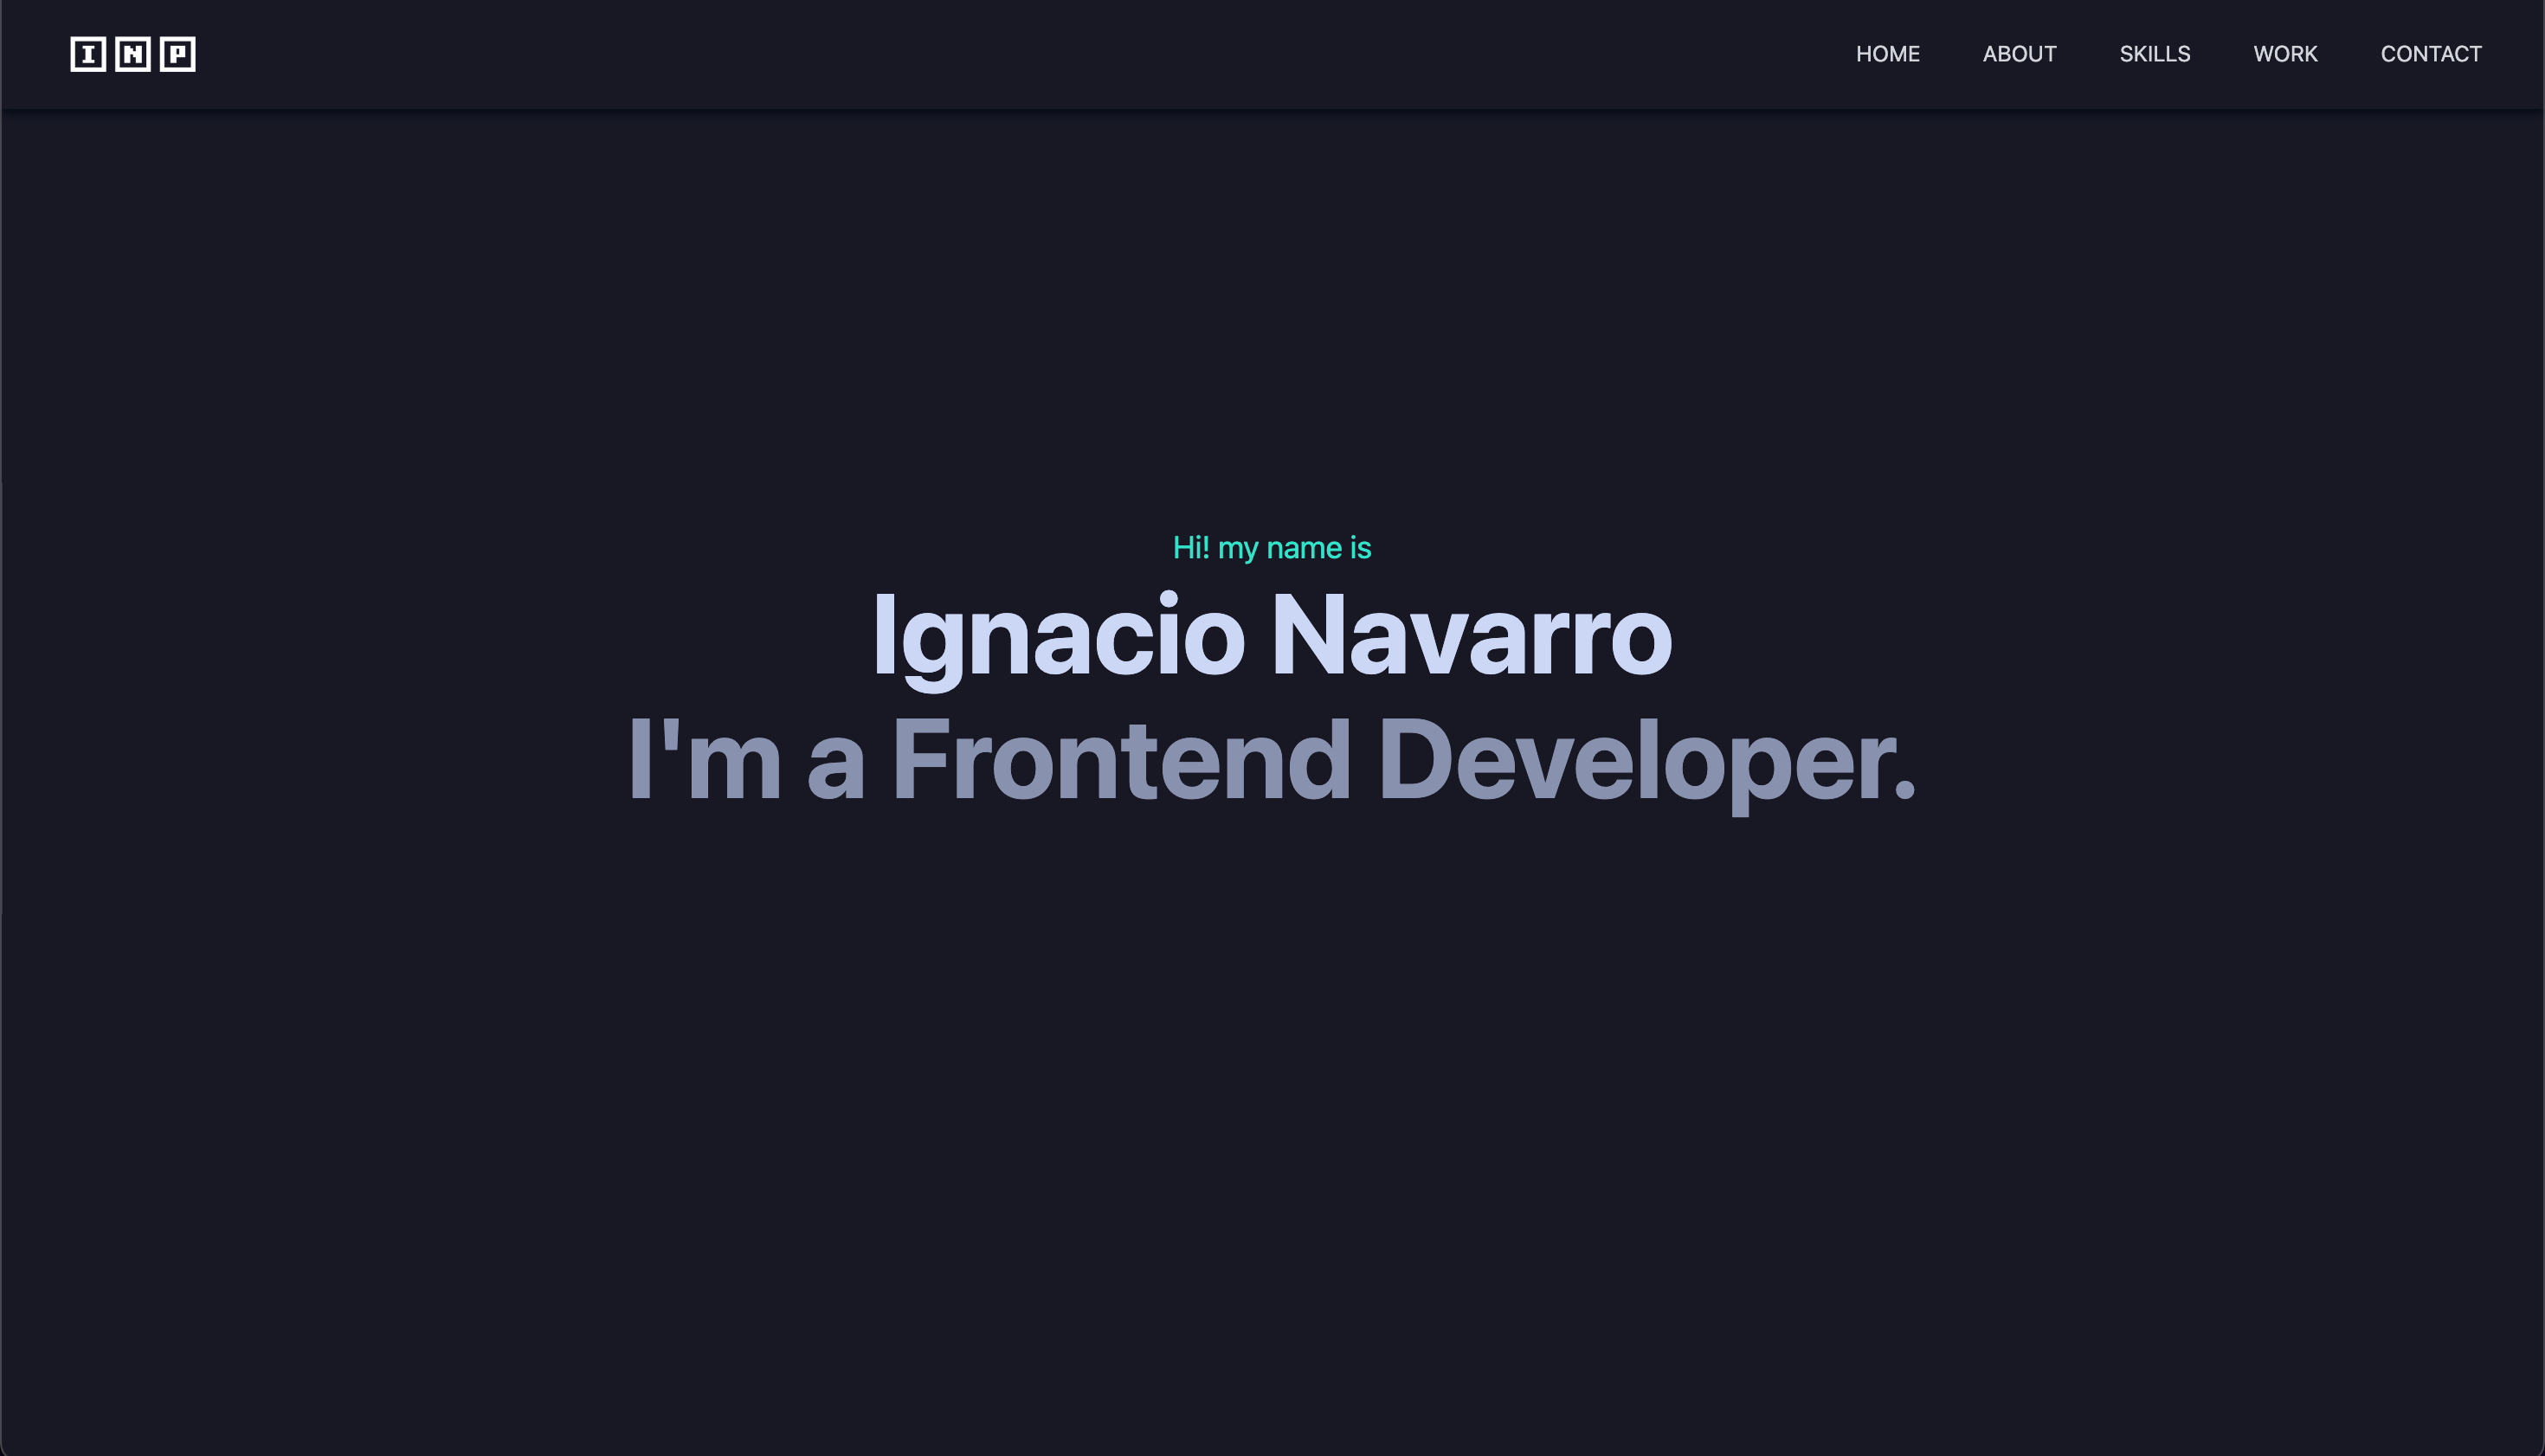 INP
HOME ABOUT SKILLS WORK CONTACT
Hi! my name is
Ignacio Navarro
I'm a Frontend Developer.